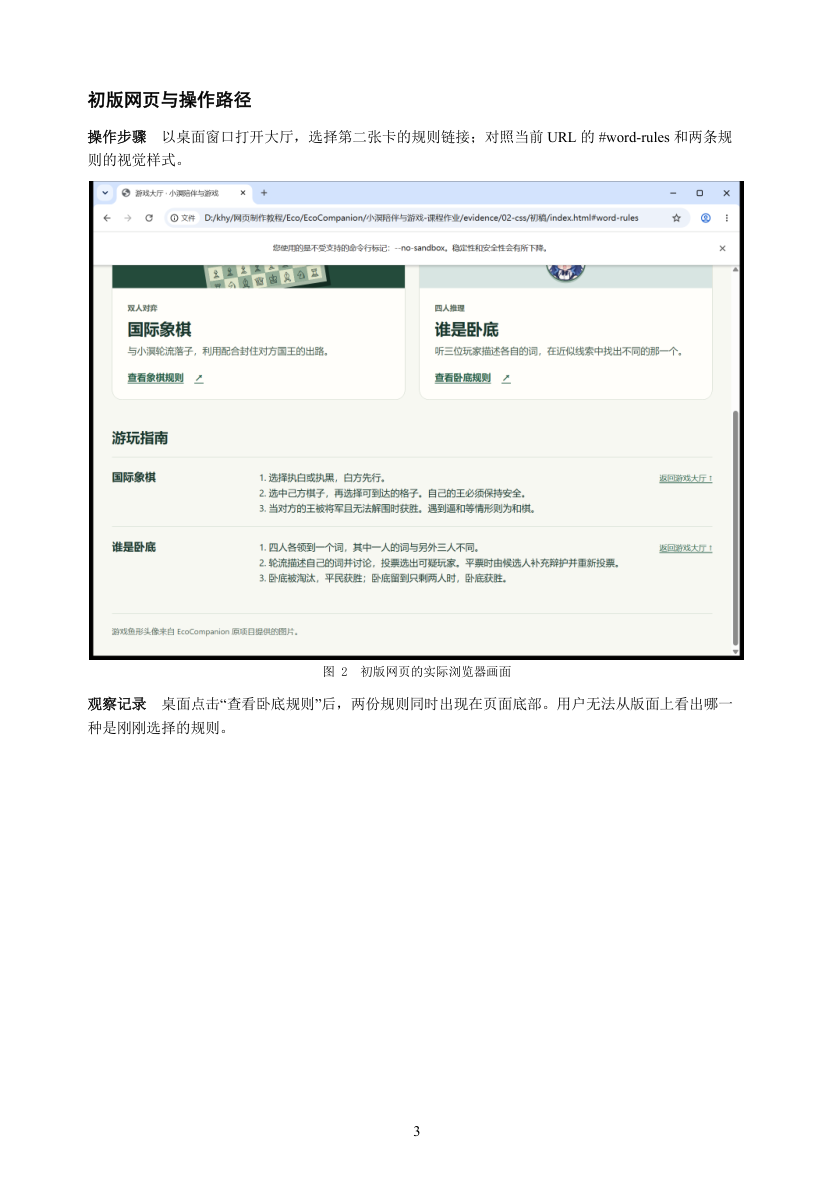 初版网页与操作路径
操作步骤 以桌面窗口打开大厅，选择第二张卡的规则链接；对照当前 URL 的 #word-rules 和两条规
则的视觉样式。
游戏大厅 · 小溟陪伴与游戏
文件 D:/khy/网页制作教程/Eco/EcoCompanion/小溟陪伴与游戏-课程作业/evidence/02-css/初稿/index.html#word-rules
您使用的是不受支持的命令行标记：--no-sandbox。稳定性和安全性会有所下降。
双人对弈
国际象棋
与小溟轮流落子，利用配合封住对方国王的出路。
查看象棋规则 ↗
四人推理
谁是卧底
听三位玩家描述各自的词，在近似线索中找出不同的那一个。
查看卧底规则 ↗
游玩指南
国际象棋
1. 选择执白或执黑，白方先行。
2. 选中己方棋子，再选择可到达的格子。自己的王必须保持安全。
3. 当对方的王被将军且无法解围时获胜。遇到逼和等情形则为和棋。
返回游戏大厅 ↑
谁是卧底
1. 四人各领到一个词，其中一人的词与另外三人不同。
2. 轮流描述自己的词并讨论，投票选出可疑玩家。平票时由候选人补充辩护并重新投票。
3. 卧底被淘汰，平民获胜；卧底留到只剩两人时，卧底获胜。
返回游戏大厅 ↑
游戏角形头像来自 EcoCompanion 原项目提供的图片。
图 2 初版网页的实际浏览器画面
观察记录 桌面点击“查看卧底规则”后，两份规则同时出现在页面底部。用户无法从版面上看出哪一
种是刚刚选择的规则。
3